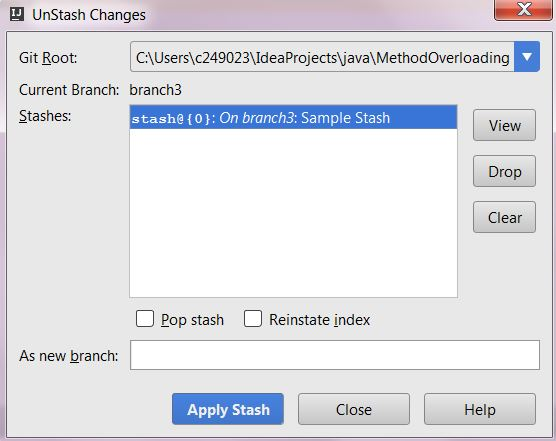 IJ UnStash Changes
Git Root: C:\Users\c249023\IdeaProjects\java\MethodOverloading
Current Branch: branch3
Stashes: stash@{0}: On branch3: Sample Stash
View
Drop
Clear
Pop stash Reinstate index
As new branch:
Apply Stash Close Help